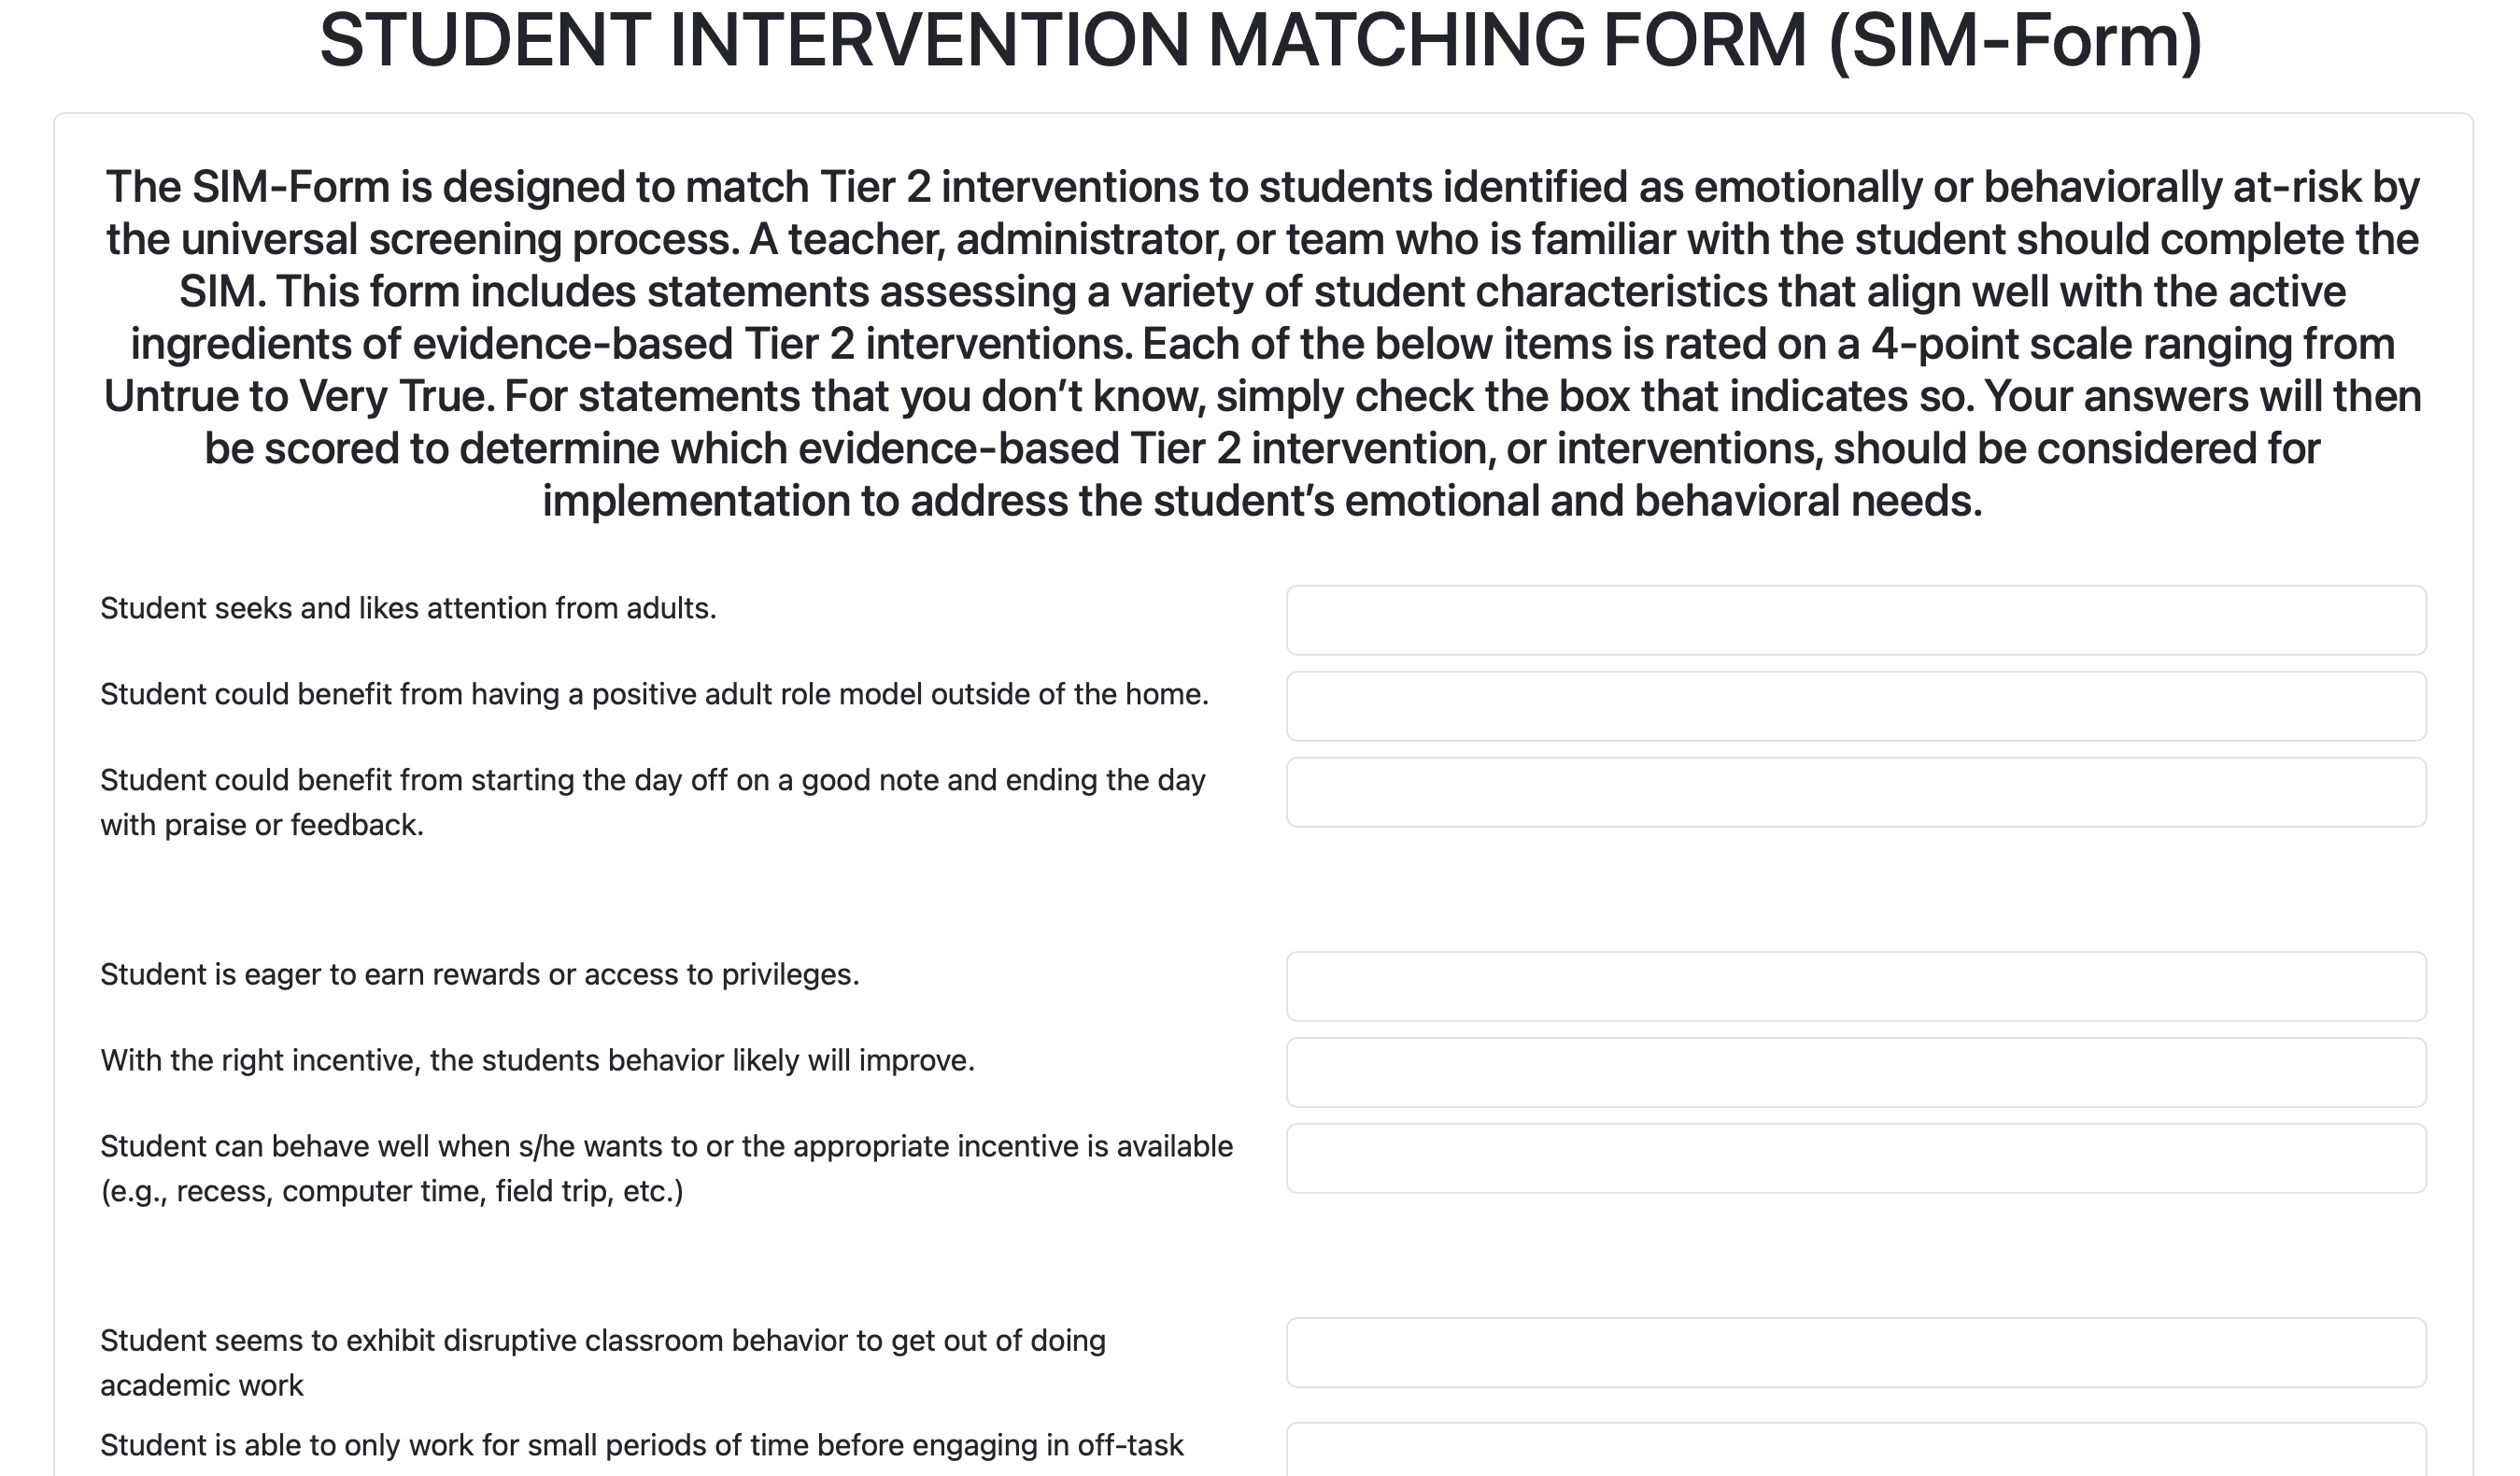 STUDENT INTERVENTION MATCHING FORM (SIM-Form)
The SIM-Form is designed to match Tier 2 interventions to students identified as emotionally or behaviorally at-risk by
the universal screening process. A teacher, administrator, or team who is familiar with the student should complete the
SIM. This form includes statements assessing a variety of student characteristics that align well with the active
ingredients of evidence-based Tier 2 interventions. Each of the below items is rated on a 4-point scale ranging from
Untrue to Very True. For statements that you don’t know, simply check the box that indicates so. Your answers will then
be scored to determine which evidence-based Tier 2 intervention, or interventions, should be considered for
implementation to address the student’s emotional and behavioral needs.
Student seeks and likes attention from adults.
Student could benefit from having a positive adult role model outside of the home.
Student could benefit from starting the day off on a good note and ending the day
with praise or feedback.
Student is eager to earn rewards or access to privileges.
With the right incentive, the students behavior likely will improve.
Student can behave well when s/he wants to or the appropriate incentive is available
(e.g., recess, computer time, field trip, etc.)
Student seems to exhibit disruptive classroom behavior to get out of doing
academic work
Student is able to only work for small periods of time before engaging in off-task